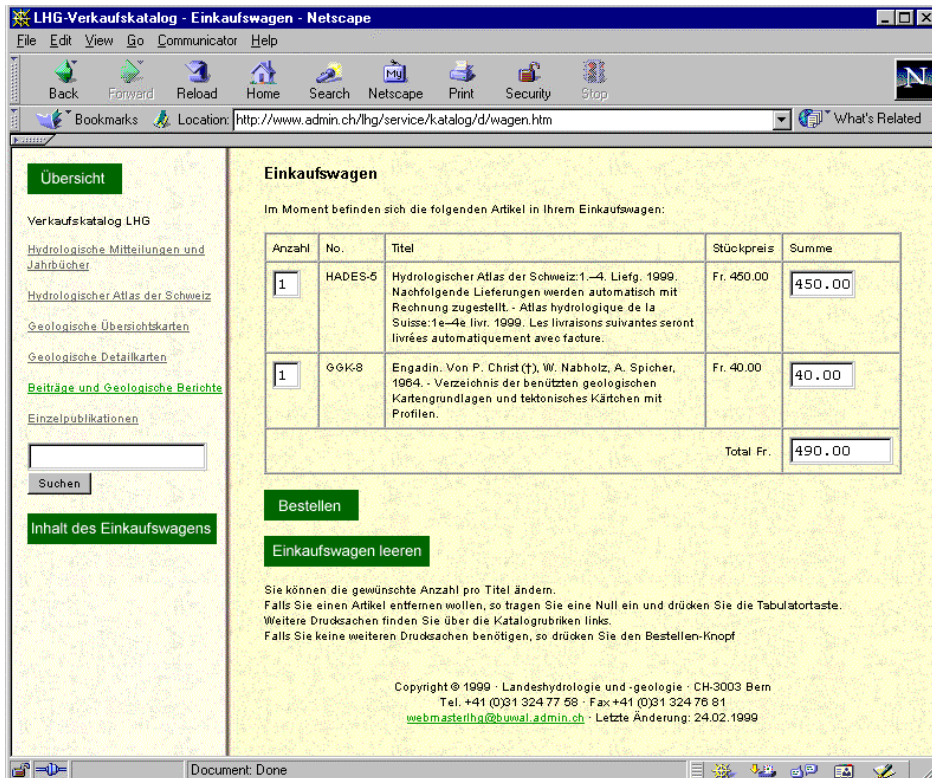 LHG-Verkaufskatalog - Einkaufswagen - Netscape
File Edit View Go Communicator Help
Back Forward Reload Home Search Netscape Print Security Stop
My
N
Bookmarks Location: http://www.admin.ch/lhg/service/katalog/d/wagen.htm What's Related
Übersicht
Verkaufskatalog LHG
Hydrologische Mitteilungen und
Jahrbücher
Hydrologischer Atlas der Schweiz
Geologische Übersichtskarten
Geologische Detailkarten
Beiträge und Geologische Berichte
Einzelpublikationen
Suchen
Inhalt des Einkaufswagens
Einkaufswagen
Im Moment befinden sich die folgenden Artikel in Ihrem Einkaufswagen:
Anzahl No. Titel Stückpreis Summe
1 HADES-5 Hydrologischer Atlas der Schweiz:1.–4. Liefg. 1999. Fr. 450.00 450.00
Nachfolgende Lieferungen werden automatisch mit
Rechnung zugestellt. - Atlas hydrologique de la
Suisse:1e–4e livr. 1999. Les livraisons suivantes seront
livrées automatiquement avec facture.
1 GGK-8 Engadin. Von P. Christ (†), W. Nabholz, A. Spicher, Fr. 40.00 40.00
1964. - Verzeichnis der benützten geologischen
Kartengrundlagen und tektonisches Kärtchen mit
Profilen.
Total Fr. 490.00
Bestellen
Einkaufswagen leeren
Sie können die gewünschte Anzahl pro Titel ändern.
Falls Sie einen Artikel entfernen wollen, so tragen Sie eine Null ein und drücken Sie die Tabulatortaste.
Weitere Drucksachen finden Sie über die Katalogrubriken links.
Falls Sie keine weiteren Drucksachen benötigen, so drücken Sie den Bestellen-Knopf
Copyright © 1999 · Landeshydrologie und -geologie · CH-3003 Bern
Tel. +41 (0)31 324 77 58 · Fax +41 (0)31 324 76 81
webmasterlhg@buwal.admin.ch · Letzte Änderung: 24.02.1999
Document: Done